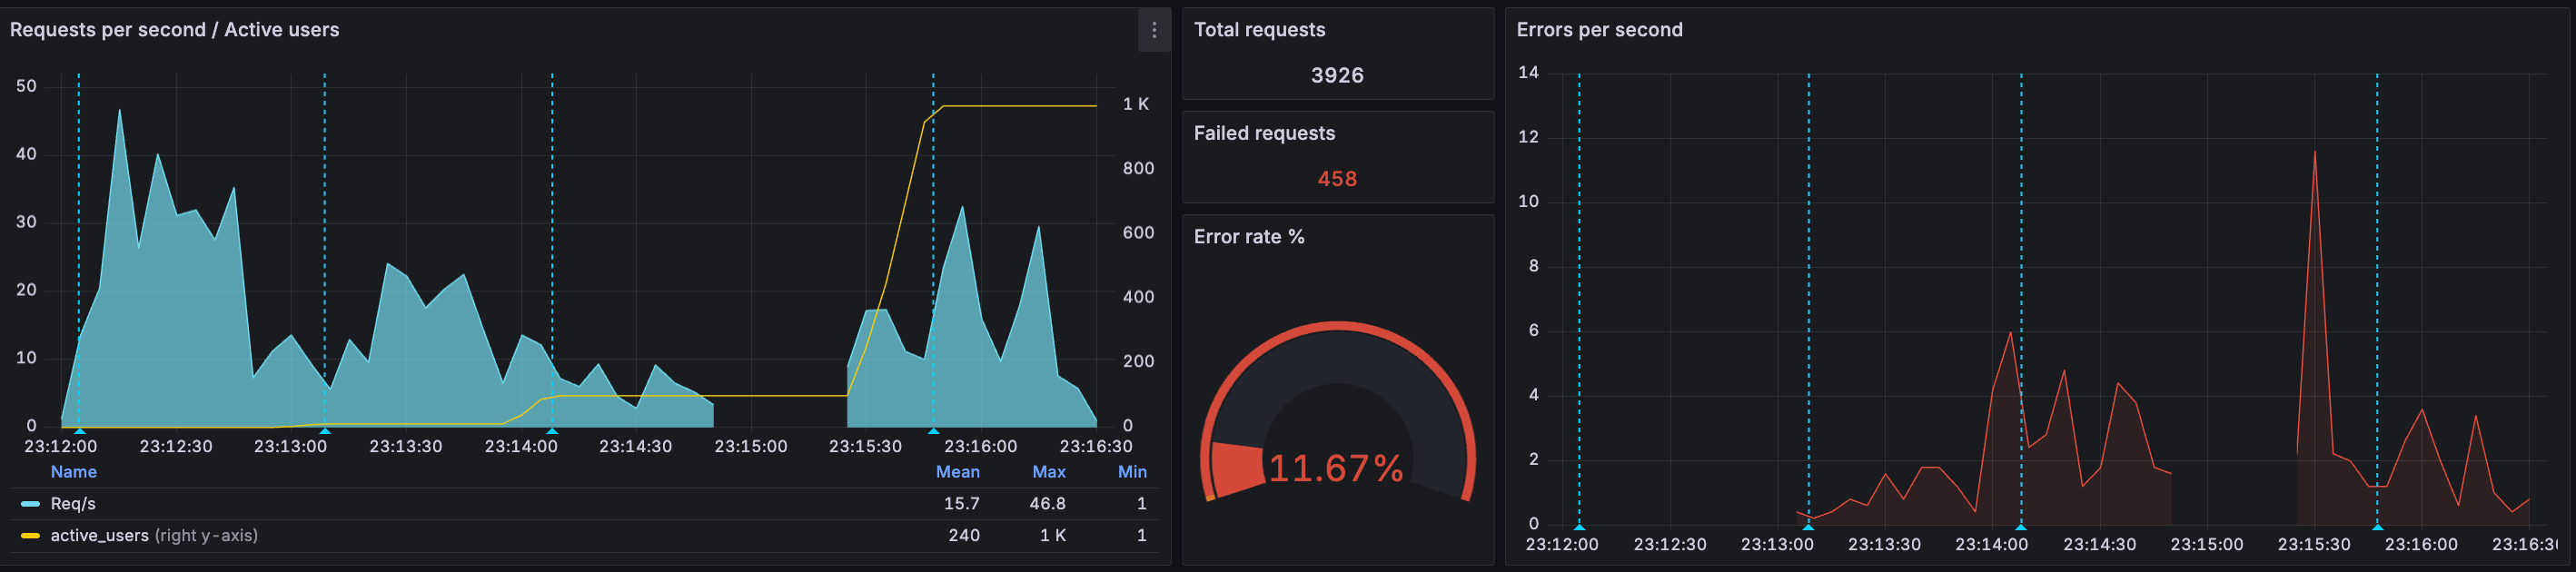 Requests per second / Active users
50
40
30
20
10
0
1 K
800
600
400
200
0
23:12:00 23:12:30 23:13:00 23:13:30 23:14:00 23:14:30 23:15:00 23:15:30 23:16:00 23:16:30
Name Mean Max Min
Req/s 15.7 46.8 1
active_users (right y-axis) 240 1 K 1
Total requests
3926
Failed requests
458
Error rate %
11.67%
Errors per second
14
12
10
8
6
4
2
0
23:12:00 23:12:30 23:13:00 23:13:30 23:14:00 23:14:30 23:15:00 23:15:30 23:16:00